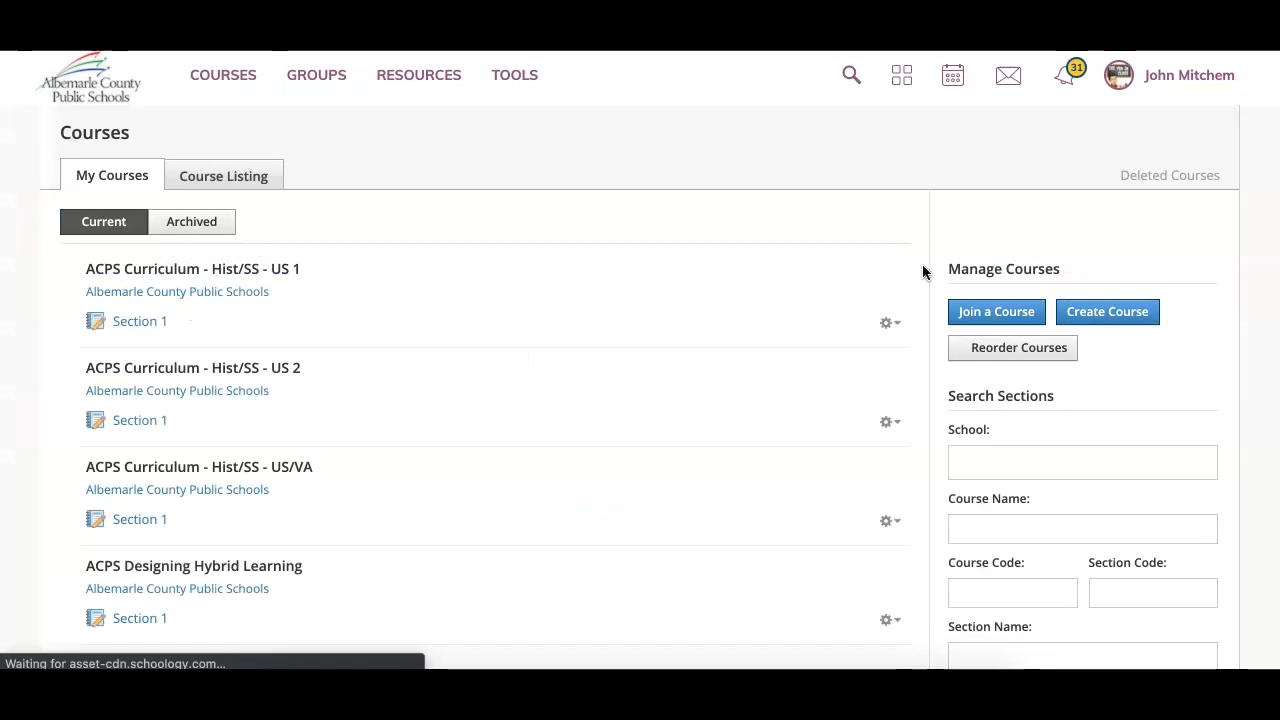 Albemarle County
Public Schools
COURSES GROUPS RESOURCES TOOLS
31
John Mitchem
Courses
My Courses Course Listing
Deleted Courses
Current Archived
ACPS Curriculum - Hist/SS - US 1
Albemarle County Public Schools
Section 1
ACPS Curriculum - Hist/SS - US 2
Albemarle County Public Schools
Section 1
ACPS Curriculum - Hist/SS - US/VA
Albemarle County Public Schools
Section 1
ACPS Designing Hybrid Learning
Albemarle County Public Schools
Section 1
Manage Courses
Join a Course Create Course
Reorder Courses
Search Sections
School:
Course Name:
Course Code: Section Code:
Section Name:
Waiting for asset-cdn.schoology.com...